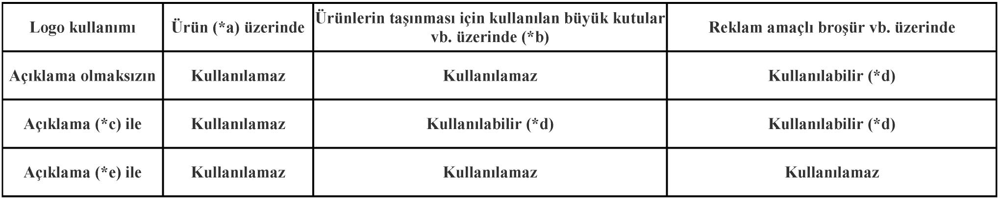 Logo kullanımı
Ürün (*a) üzerinde
Ürünlerin taşınması için kullanılan büyük kutular
vb. üzerinde (*b)
Reklam amaçlı broşür vb. üzerinde
Açıklama olmaksızın
Kullanılamaz
Kullanılamaz
Kullanılabilir (*d)
Açıklama (*c) ile
Kullanılamaz
Kullanılabilir (*d)
Kullanılabilir (*d)
Açıklama (*e) ile
Kullanılamaz
Kullanılamaz
Kullanılamaz